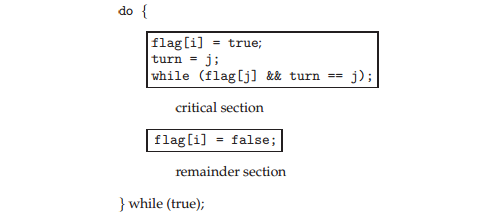 do {
flag[i] = true;
turn = j;
while (flag[j] && turn == j);
critical section
flag[i] = false;
remainder section
} while (true);